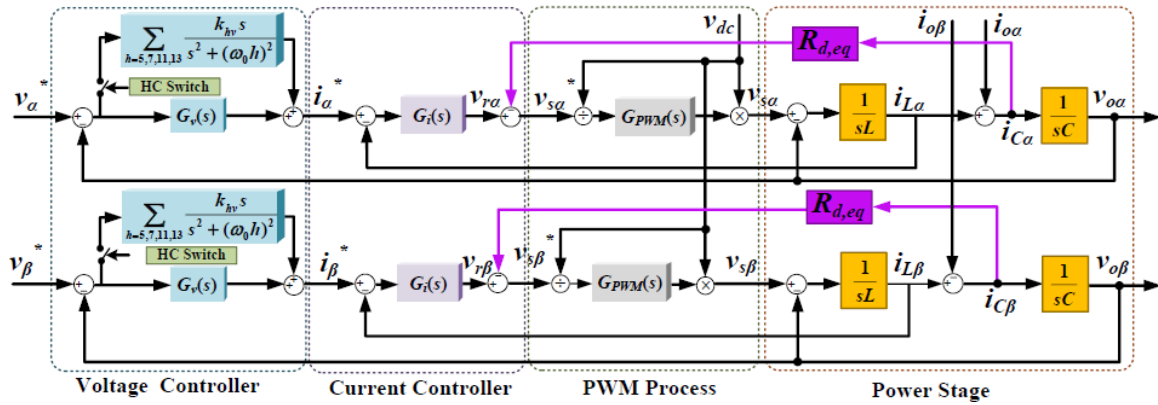 v_dc
i_oβ
i_oα
∑ h=5,7,11,13 k_hv s / s² + (ω₀h)²
R_d,eq
HC Switch
v_α*
G_v(s)
i_α*
G_i(s)
v_rα
v_sα*
÷
G_PWM(s)
×
v_sα
1/sL
i_Lα
i_Cα
1/sC
v_oα
∑ h=5,7,11,13 k_hv s / s² + (ω₀h)²
R_d,eq
HC Switch
v_β*
G_v(s)
i_β*
G_i(s)
v_rβ
v_sβ*
÷
G_PWM(s)
×
v_sβ
1/sL
i_Lβ
i_Cβ
1/sC
v_oβ
Voltage Controller
Current Controller
PWM Process
Power Stage